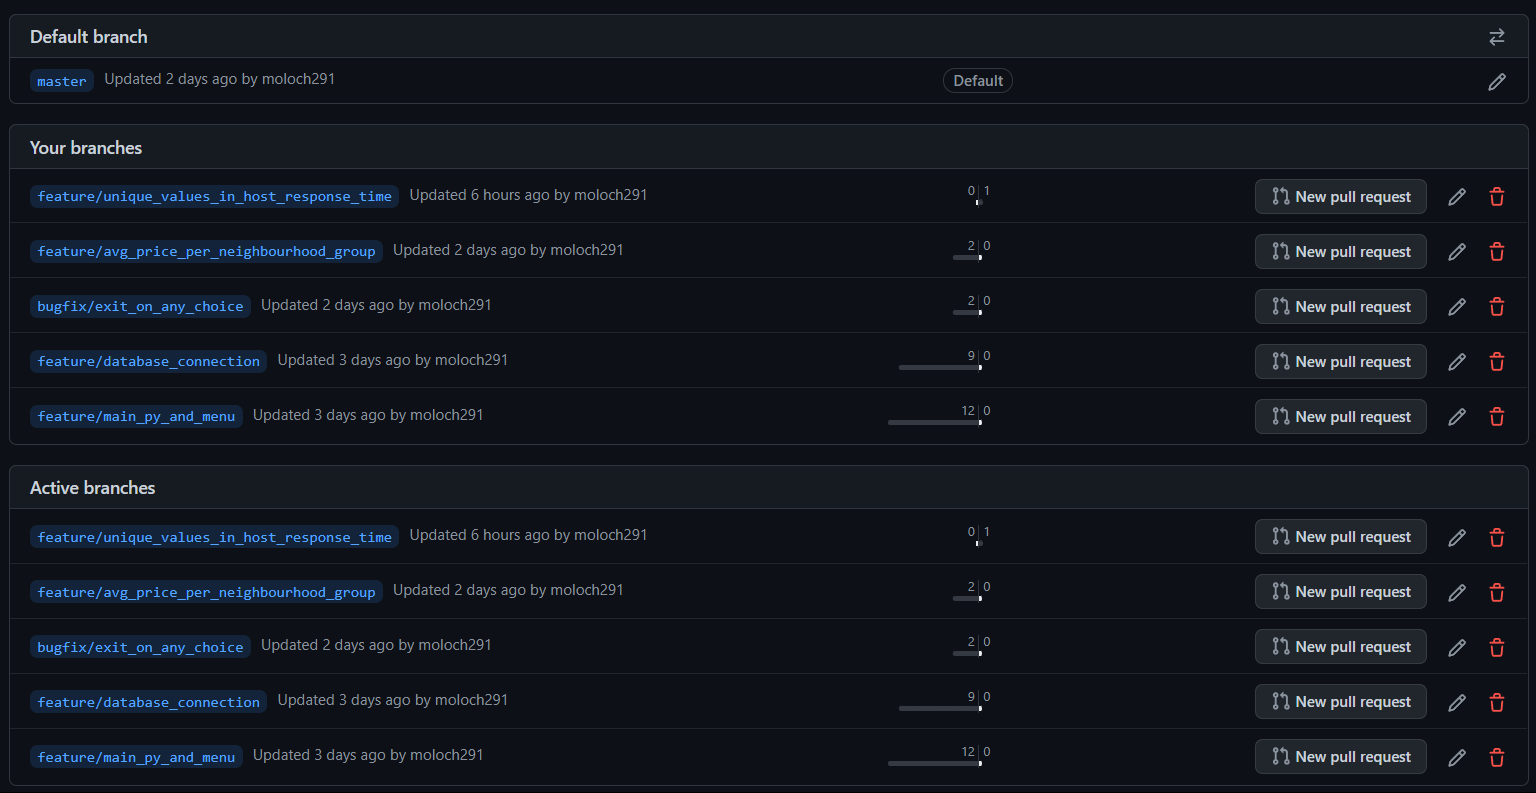 Default branch
master Updated 2 days ago by moloch291 Default
Your branches
feature/unique_values_in_host_response_time Updated 6 hours ago by moloch291 0 1 New pull request
feature/avg_price_per_neighbourhood_group Updated 2 days ago by moloch291 2 0 New pull request
bugfix/exit_on_any_choice Updated 2 days ago by moloch291 2 0 New pull request
feature/database_connection Updated 3 days ago by moloch291 9 0 New pull request
feature/main_py_and_menu Updated 3 days ago by moloch291 12 0 New pull request
Active branches
feature/unique_values_in_host_response_time Updated 6 hours ago by moloch291 0 1 New pull request
feature/avg_price_per_neighbourhood_group Updated 2 days ago by moloch291 2 0 New pull request
bugfix/exit_on_any_choice Updated 2 days ago by moloch291 2 0 New pull request
feature/database_connection Updated 3 days ago by moloch291 9 0 New pull request
feature/main_py_and_menu Updated 3 days ago by moloch291 12 0 New pull request